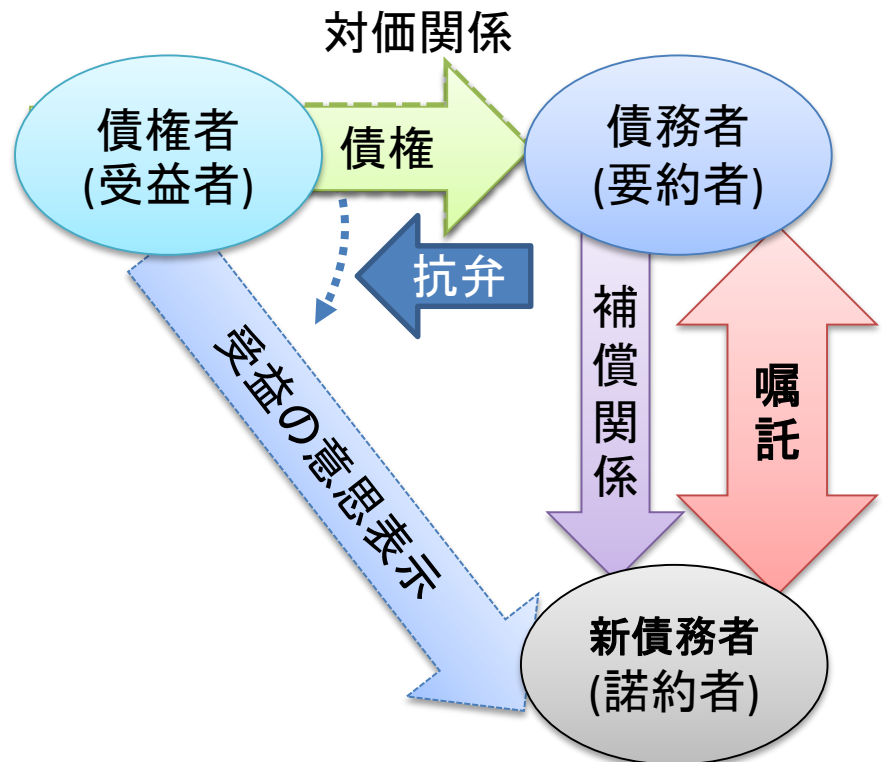 対価関係
債権者
(受益者)
債権
債務者
(要約者)
抗弁
補償関係
嘱託
受益の意思表示
新債務者
(諾約者)